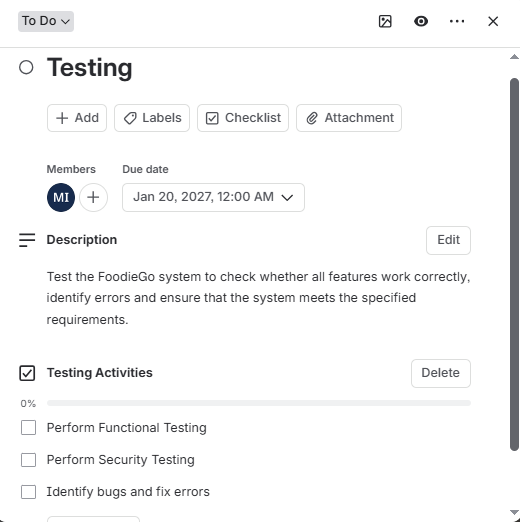 To Do
Testing
Add
Labels
Checklist
Attachment
Members
Due date
MI
Jan 20, 2027, 12:00 AM
Description
Edit
Test the FoodieGo system to check whether all features work correctly,
identify errors and ensure that the system meets the specified
requirements.
Testing Activities
Delete
0%
Perform Functional Testing
Perform Security Testing
Identify bugs and fix errors